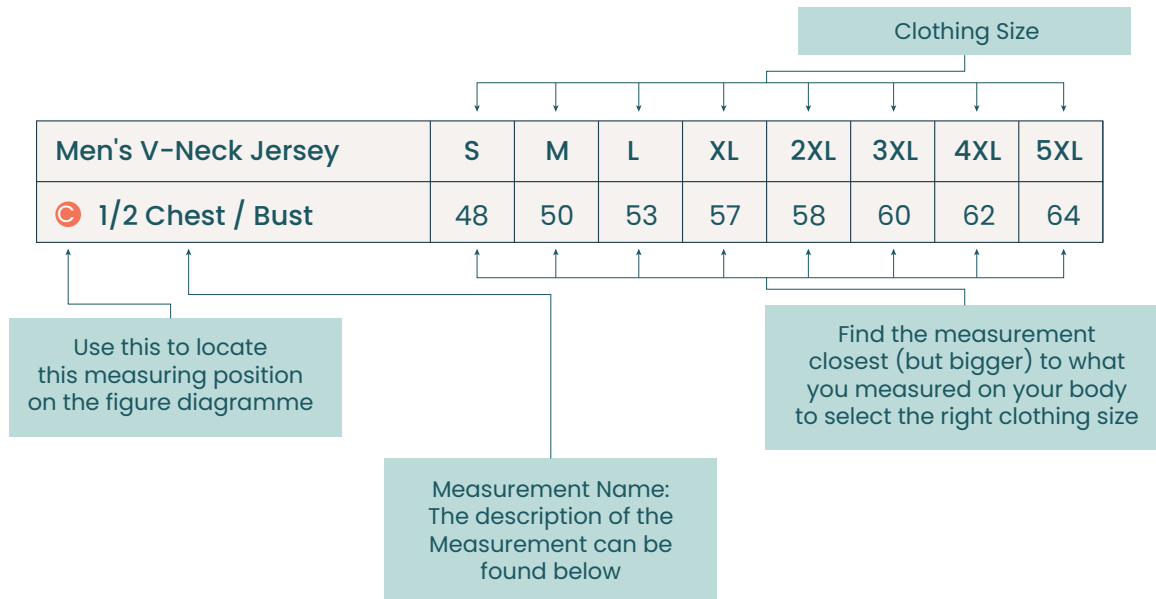 Clothing Size
Men's V-Neck Jersey S M L XL 2XL 3XL 4XL 5XL
C 1/2 Chest / Bust 48 50 53 57 58 60 62 64
Use this to locate
this measuring position
on the figure diagramme
Find the measurement
closest (but bigger) to what
you measured on your body
to select the right clothing size
Measurement Name:
The description of the
Measurement can be
found below